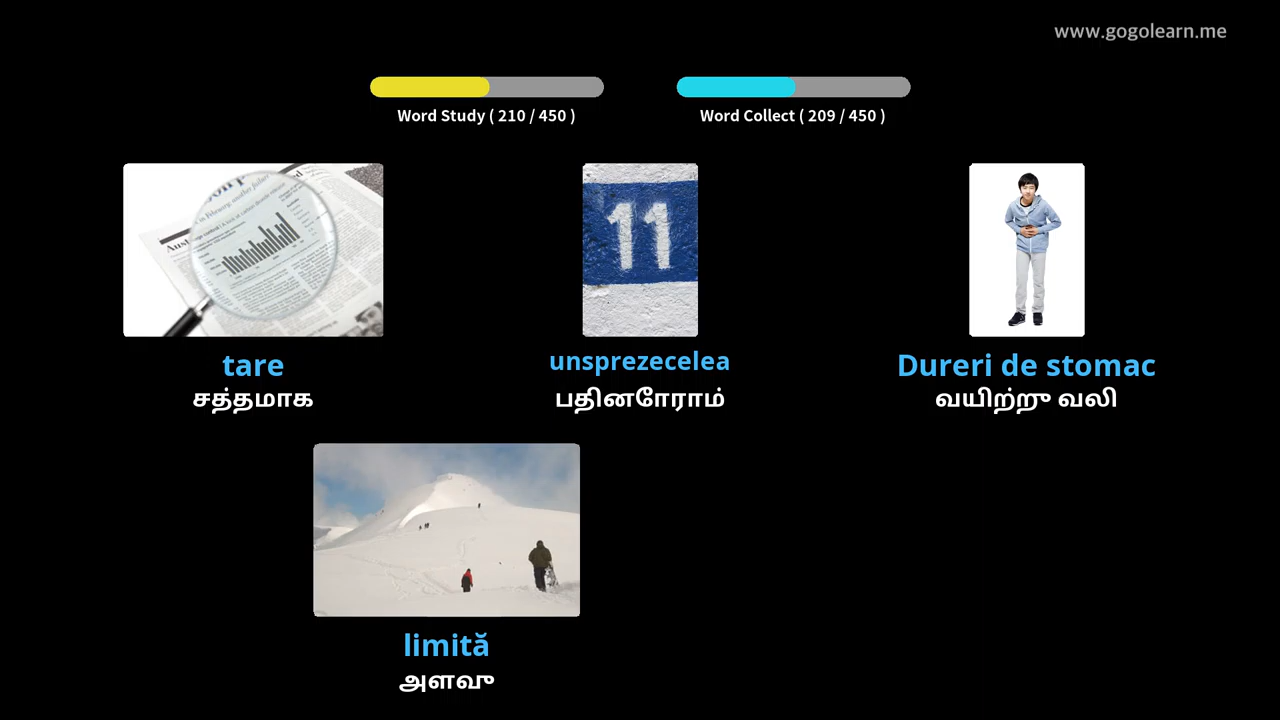 www.gogolearn.me
Word Study ( 210 / 450 )
Word Collect ( 209 / 450 )
11
tare
unsprezecelea
Dureri de stomac
சத்தமாக
பதினோராம்
வயிற்று வலி
limită
அளவு